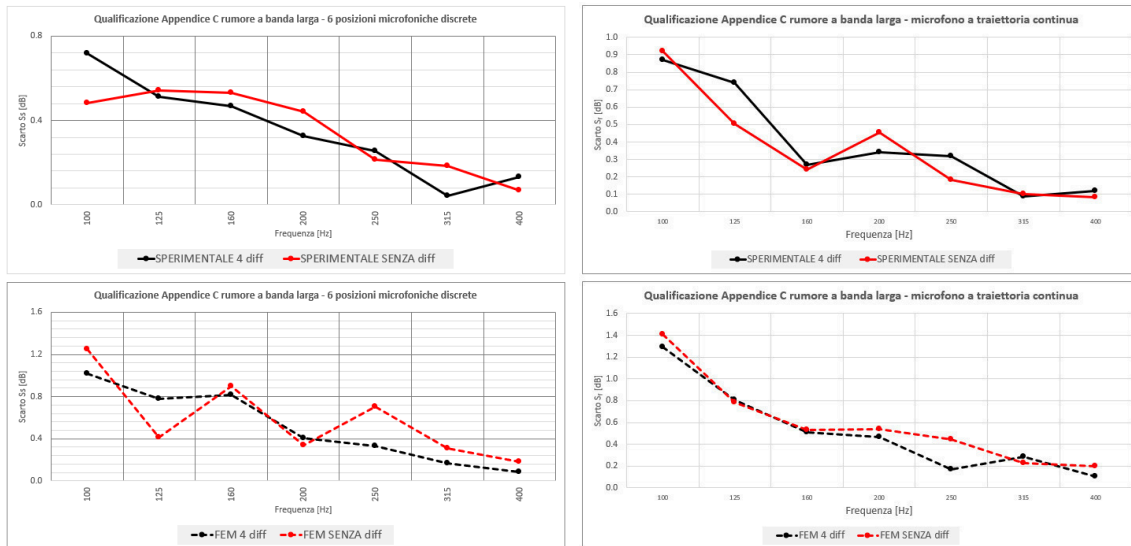 Qualificazione Appendice C rumore a banda larga - 6 posizioni microfoniche discrete
0.8
0.4
0.0
Scarto Ss [dB]
100
125
160
200
250
315
400
Frequenza [Hz]
SPERIMENTALE 4 diff
SPERIMENTALE SENZA diff
Qualificazione Appendice C rumore a banda larga - microfono a traiettoria continua
1.0
0.9
0.8
0.7
0.6
0.5
0.4
0.3
0.2
0.1
0.0
Scarto Sr [dB]
100
125
160
200
250
315
400
Frequenza [Hz]
SPERIMENTALE 4 diff
SPERIMENTALE SENZA diff
Qualificazione Appendice C rumore a banda larga - 6 posizioni microfoniche discrete
1.6
1.2
0.8
0.4
0.0
Scarto Ss [dB]
100
125
160
200
250
315
400
Frequenza [Hz]
FEM 4 diff
FEM SENZA diff
Qualificazione Appendice C rumore a banda larga - microfono a traiettoria continua
1.6
1.4
1.2
1.0
0.8
0.6
0.4
0.2
0.0
Scarto Sr [dB]
100
125
160
200
250
315
400
Frequenza [Hz]
FEM 4 diff
FEM SENZA diff